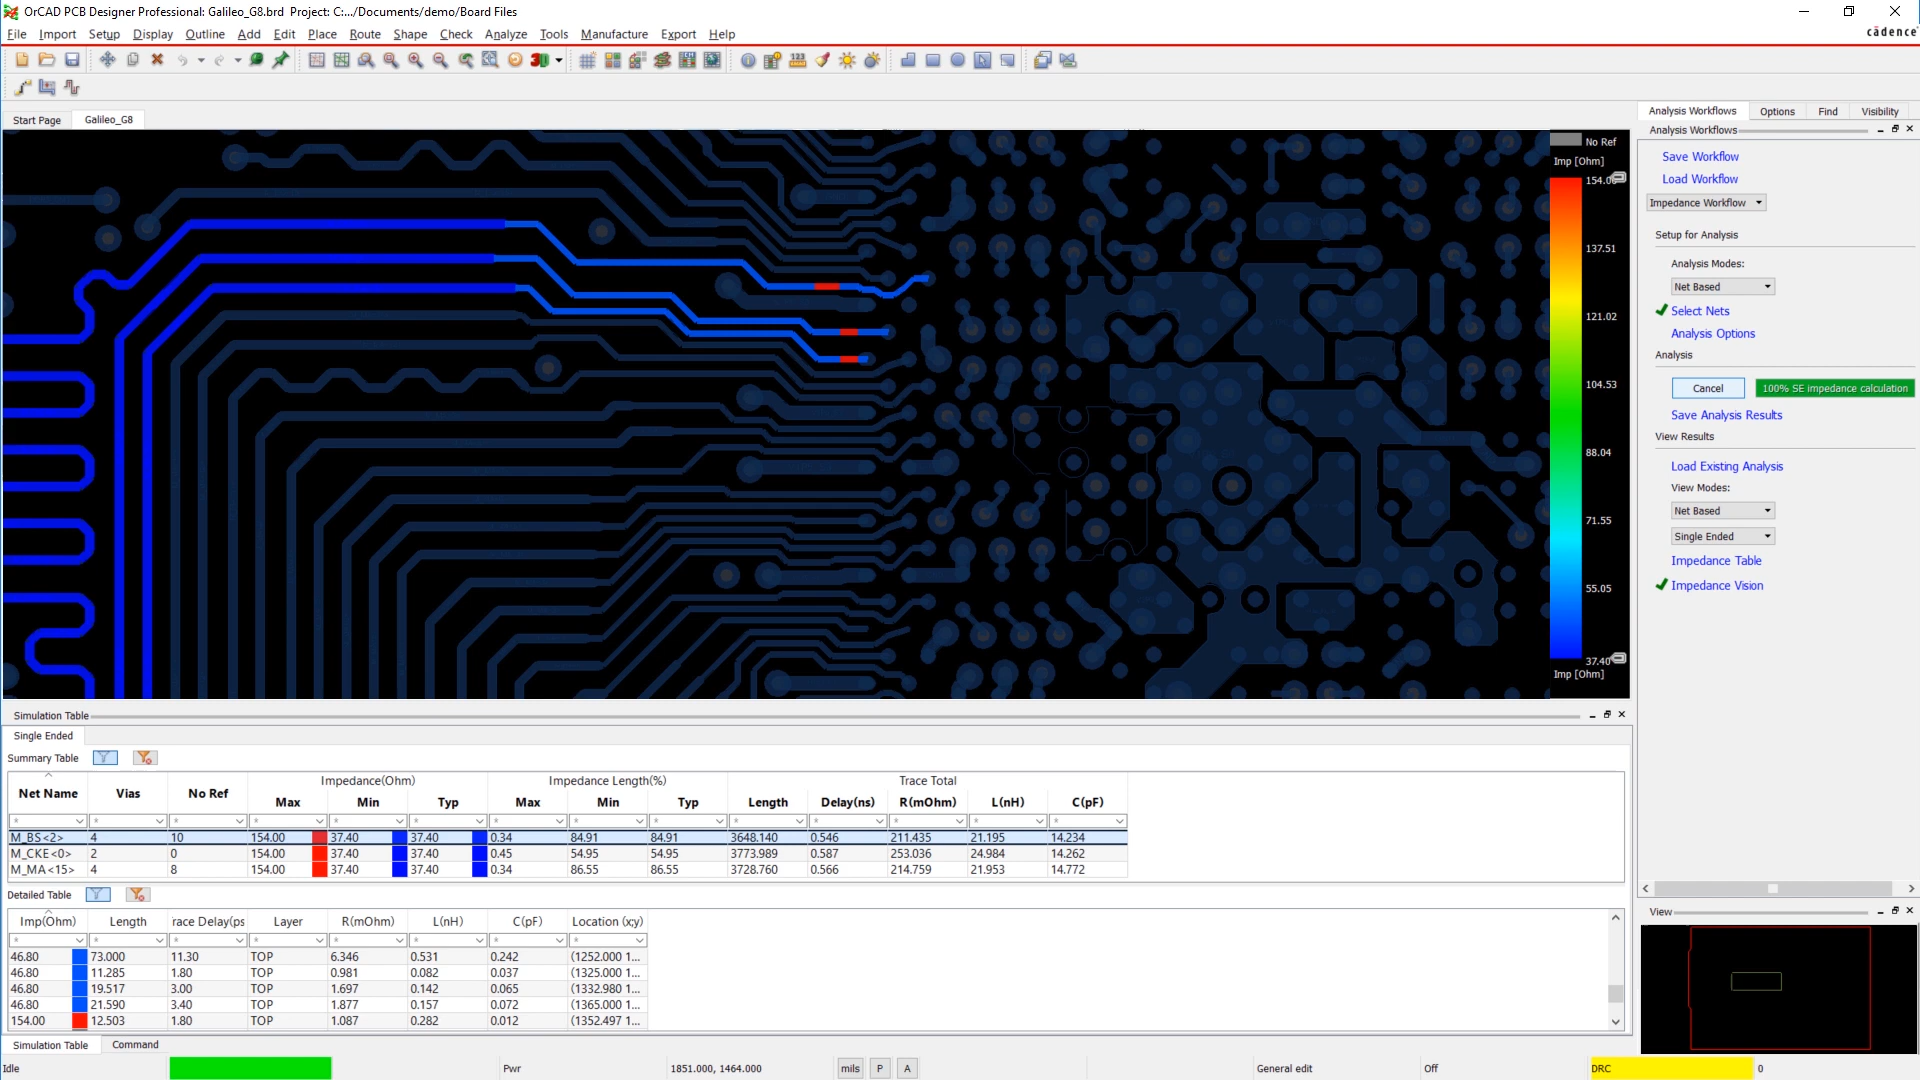 OrCAD PCB Designer Professional: Galileo_G8.brd  Project: C:.../Documents/demo/Board Files
File Import Setup Display Outline Add Edit Place Route Shape Check Analyze Tools Manufacture Export Help
cādence
3D
123
Start Page Galileo_G8
No Ref
Imp [Ohm]
154.00
137.51
121.02
104.53
88.04
71.55
55.05
37.40
Imp [Ohm]
Analysis Workflows Options Find Visibility
Analysis Workflows
Save Workflow
Load Workflow
Impedance Workflow
Setup for Analysis
Analysis Modes:
Net Based
Select Nets
Analysis Options
Analysis
Cancel 100% SE impedance calculation
Save Analysis Results
View Results
Load Existing Analysis
View Modes:
Net Based
Single Ended
Impedance Table
Impedance Vision
View
Simulation Table
Single Ended
Summary Table
Impedance(Ohm) Impedance Length(%) Trace Total
Net Name Vias No Ref Max Min Typ Max Min Typ Length Delay(ns) R(mOhm) L(nH) C(pF)
* * * * * * * * * * * * * *
M_BS<2> 4 10 154.00 37.40 37.40 0.34 84.91 84.91 3648.140 0.546 211.435 21.195 14.234
M_CKE<0> 2 0 154.00 37.40 37.40 0.45 54.95 54.95 3773.989 0.587 253.036 24.984 14.262
M_MA<15> 4 8 154.00 37.40 37.40 0.34 86.55 86.55 3728.760 0.566 214.759 21.953 14.772
Detailed Table
Imp(Ohm) Length race Delay(ps Layer R(mOhm) L(nH) C(pF) Location (x;y)
* * * * * * * *
46.80 73.000 11.30 TOP 6.346 0.531 0.242 (1252.000 1...
46.80 11.285 1.80 TOP 0.981 0.082 0.037 (1325.000 1...
46.80 19.517 3.00 TOP 1.697 0.142 0.065 (1332.980 1...
46.80 21.590 3.40 TOP 1.877 0.157 0.072 (1365.000 1...
154.00 12.503 1.80 TOP 1.087 0.282 0.012 (1352.497 1...
Simulation Table Command
Idle Pwr 1851.000, 1464.000 mils P A General edit Off DRC 0